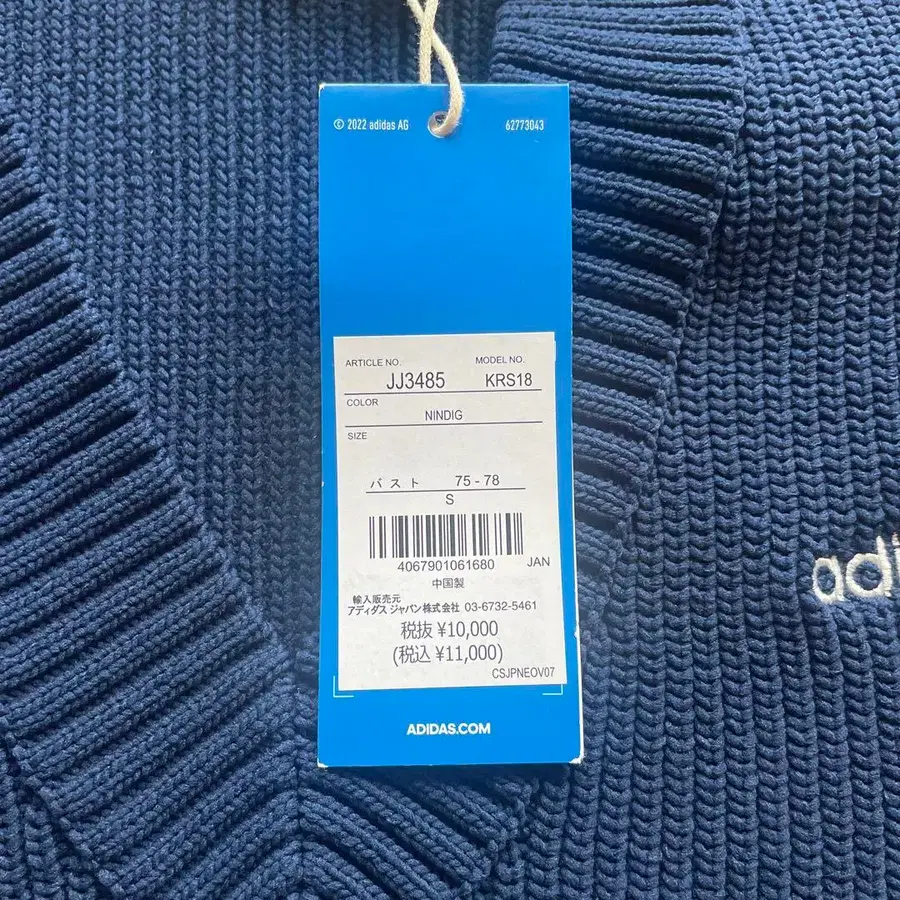 © 2022 adidas AG 62773043
ARTICLE NO. MODEL NO.
JJ3485 KRS18
COLOR
NINDIG
SIZE
バスト 75-78
S
4067901061680 JAN
中国製
輸入販売元
アディダス ジャパン株式会社 03-6732-5461
税抜 ¥10,000
(税込 ¥11,000)
CSJPNEOV07
ADIDAS.COM
adi